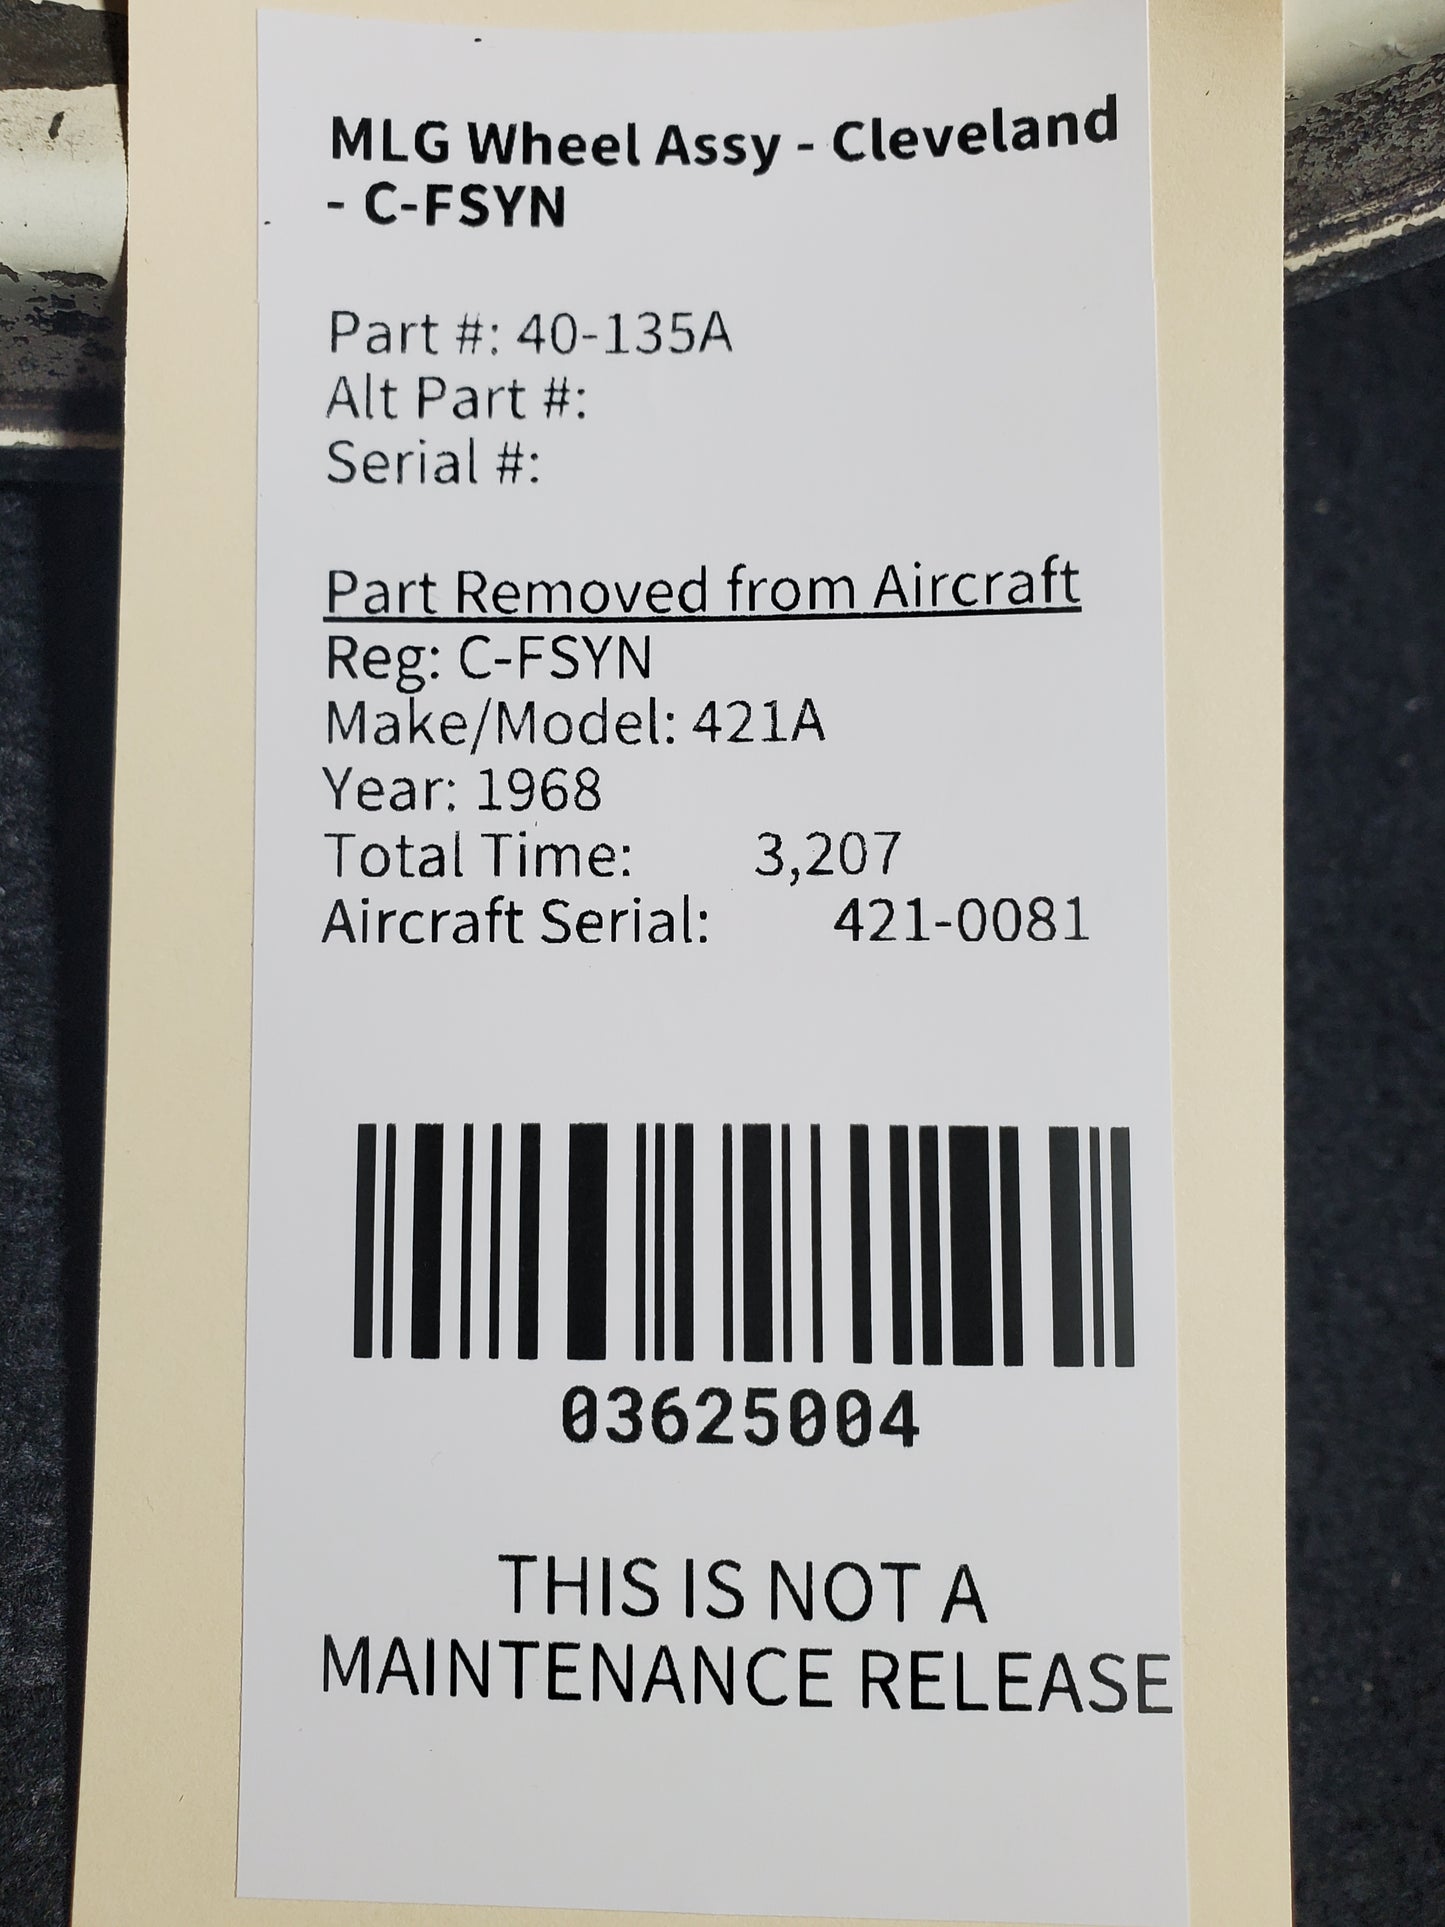 MLG Wheel Assy - Cleveland
- C-FSYN
Part #: 40-135A
Alt Part #:
Serial #:
Part Removed from Aircraft
Reg: C-FSYN
Make/Model: 421A
Year: 1968
Total Time: 3,207
Aircraft Serial: 421-0081
03625004
THIS IS NOT A
MAINTENANCE RELEASE